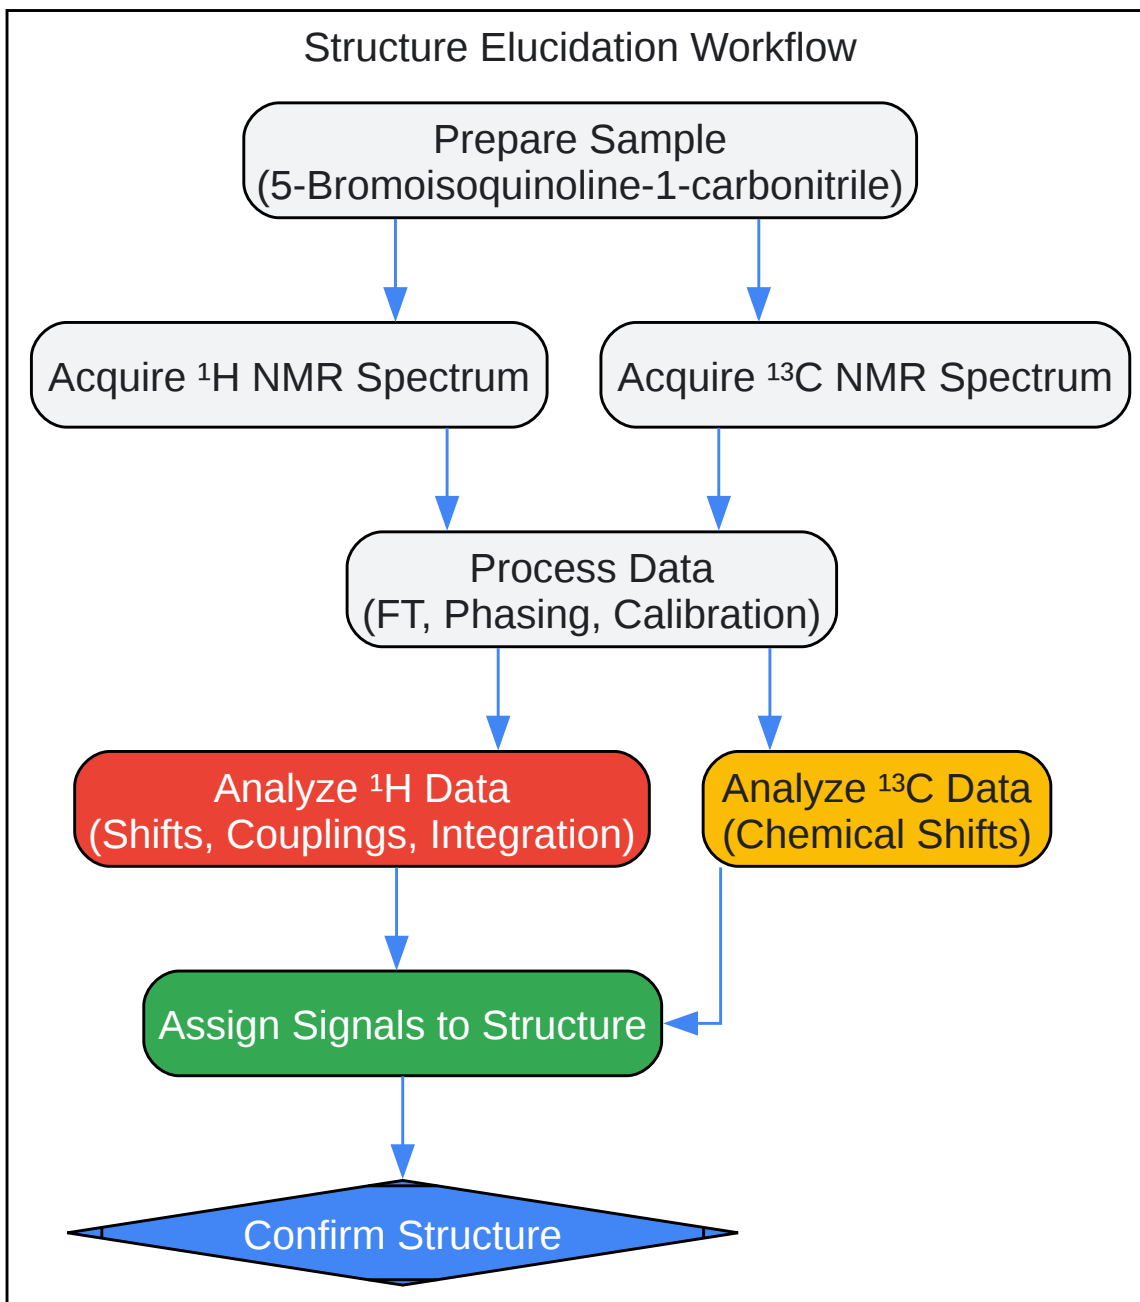 Structure Elucidation Workflow
Prepare Sample
(5-Bromoisoquinoline-1-carbonitrile)
Acquire ¹H NMR Spectrum
Acquire ¹³C NMR Spectrum
Process Data
(FT, Phasing, Calibration)
Analyze ¹H Data
(Shifts, Couplings, Integration)
Analyze ¹³C Data
(Chemical Shifts)
Assign Signals to Structure
Confirm Structure